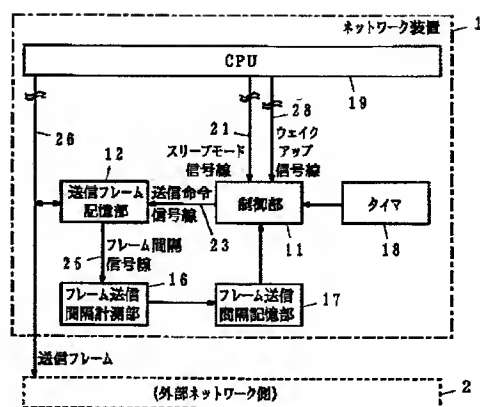 ネットワーク装置
1
CPU
19
26
21
28
スリープモード
信号線
ウェイク
アップ
信号線
12
送信フレーム
記憶部
送信命令
信号線
23
制御部
11
タイマ
18
25
フレーム間隔
信号線
16
フレーム送信
間隔計測部
17
フレーム送信
間隔記憶部
送信フレーム
(外部ネットワーク側)
2